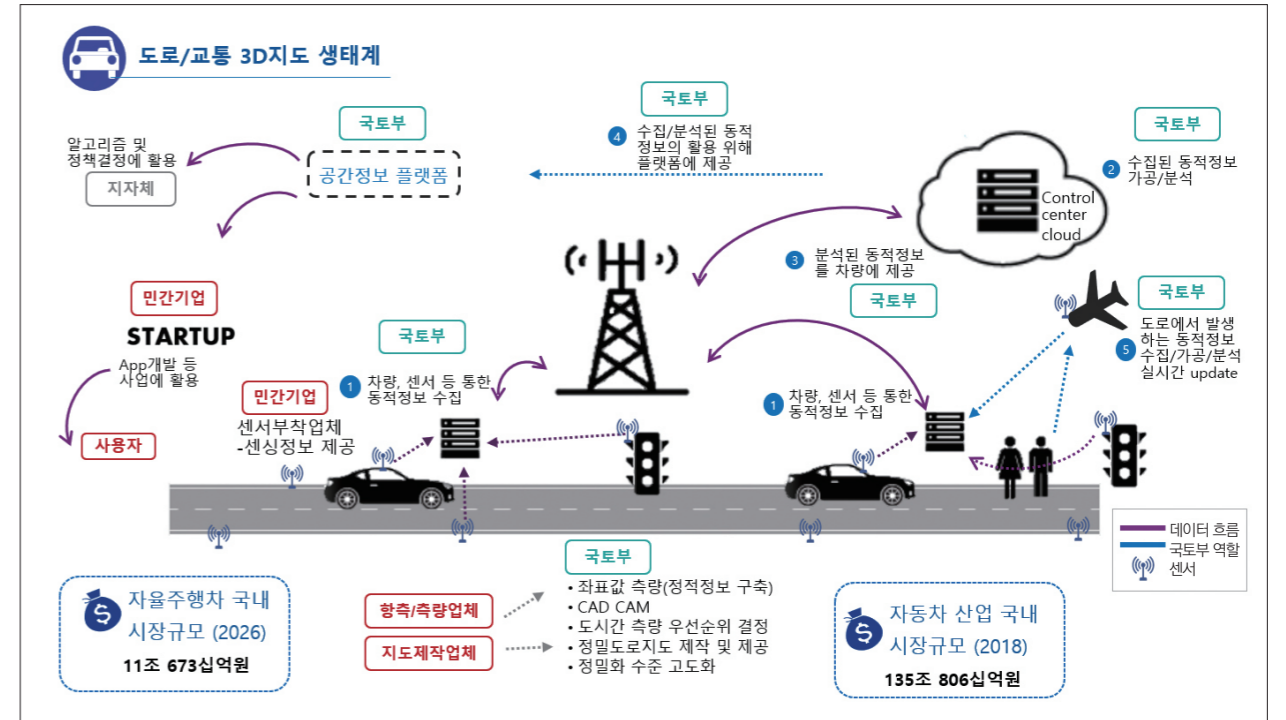 도로/교통 3D지도 생태계
국토부
알고리즘 및
정책결정에 활용
지자체
공간정보 플랫폼
국토부
4
수집/분석된 동적
정보의 활용 위해
플랫폼에 제공
국토부
2
수집된 동적정보
가공/분석
Control
center
cloud
3
분석된 동적정보
를 차량에 제공
국토부
민간기업
STARTUP
App개발 등
사업에 활용
사용자
국토부
1
차량, 센서 등 통한
동적정보 수집
민간기업
센서부착업체
-센싱정보 제공
1
차량, 센서 등 통한
동적정보 수집
국토부
5
도로에서 발생
하는 동적정보
수집/가공/분석
실시간 update
데이터 흐름
국토부 역할
센서
$
자율주행차 국내
시장규모 (2026)
11조 673십억원
항측/측량업체
지도제작업체
국토부
• 좌표값 측량(정적정보 구축)
• CAD CAM
• 도시간 측량 우선순위 결정
• 정밀도로지도 제작 및 제공
• 정밀화 수준 고도화
$
자동차 산업 국내
시장규모 (2018)
135조 806십억원